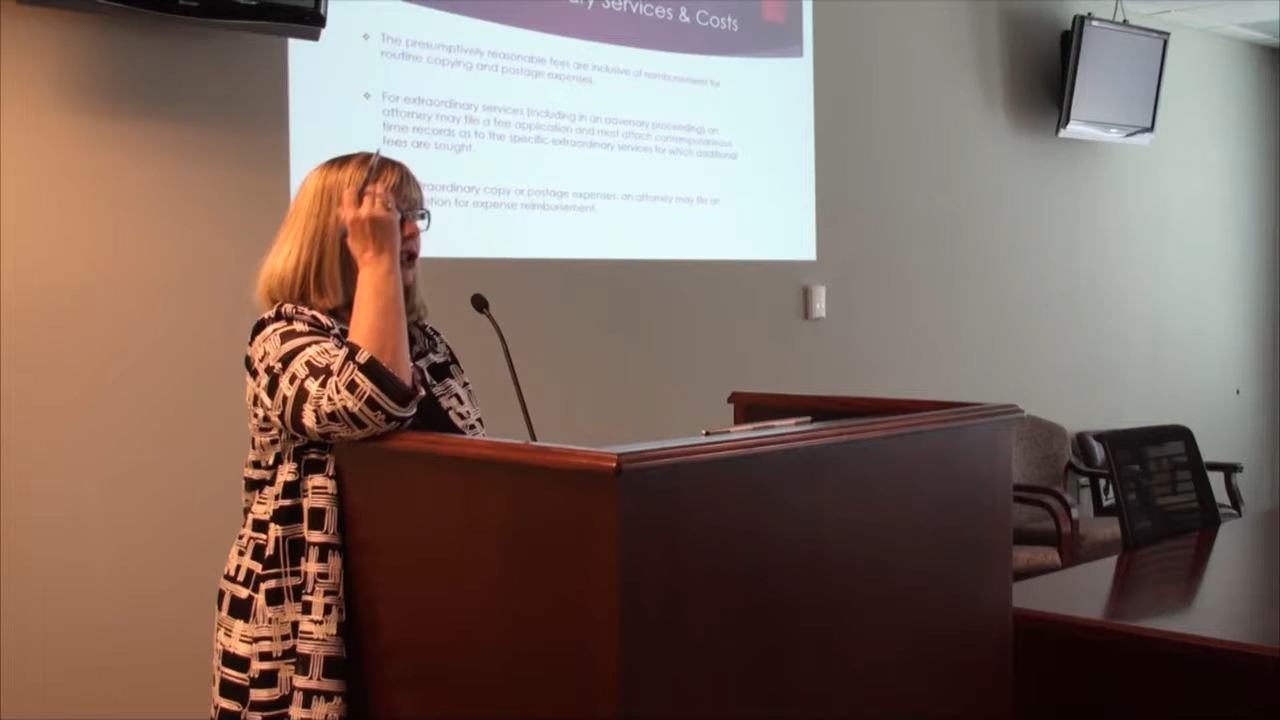 ary Services & Costs
❖ The presumptively reasonable fees are inclusive of reimbursement for
routine copying and postage expenses.
❖ For extraordinary services (including in an adversary proceeding) an
attorney may file a fee application and must attach contemporaneous
time records as to the specific extraordinary services for which additional
fees are sought.
raordinary copy or postage expenses, an attorney may file an
tion for expense reimbursement.